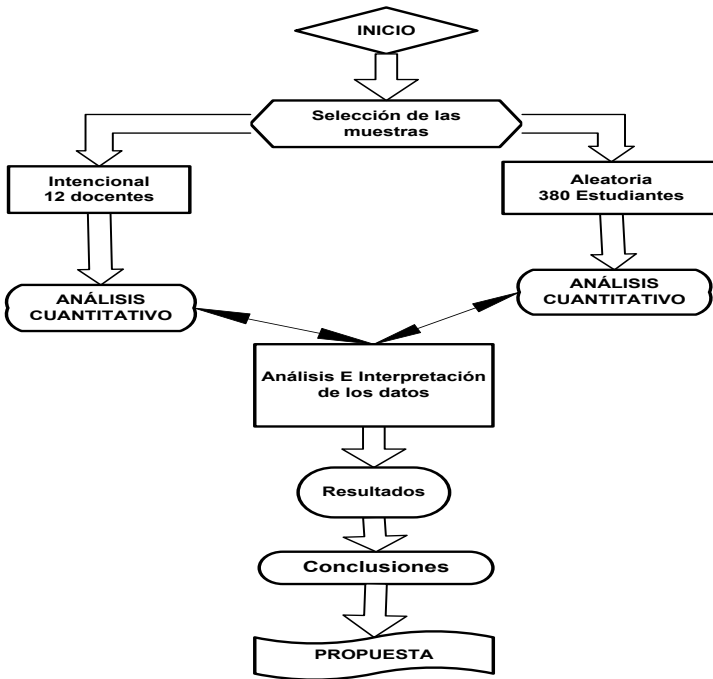 INICIO
Selección de las
muestras
Intencional
12 docentes
Aleatoria
380 Estudiantes
ANÁLISIS
CUANTITATIVO
ANÁLISIS
CUANTITATIVO
Análisis E Interpretación
de los datos
Resultados
Conclusiones
PROPUESTA